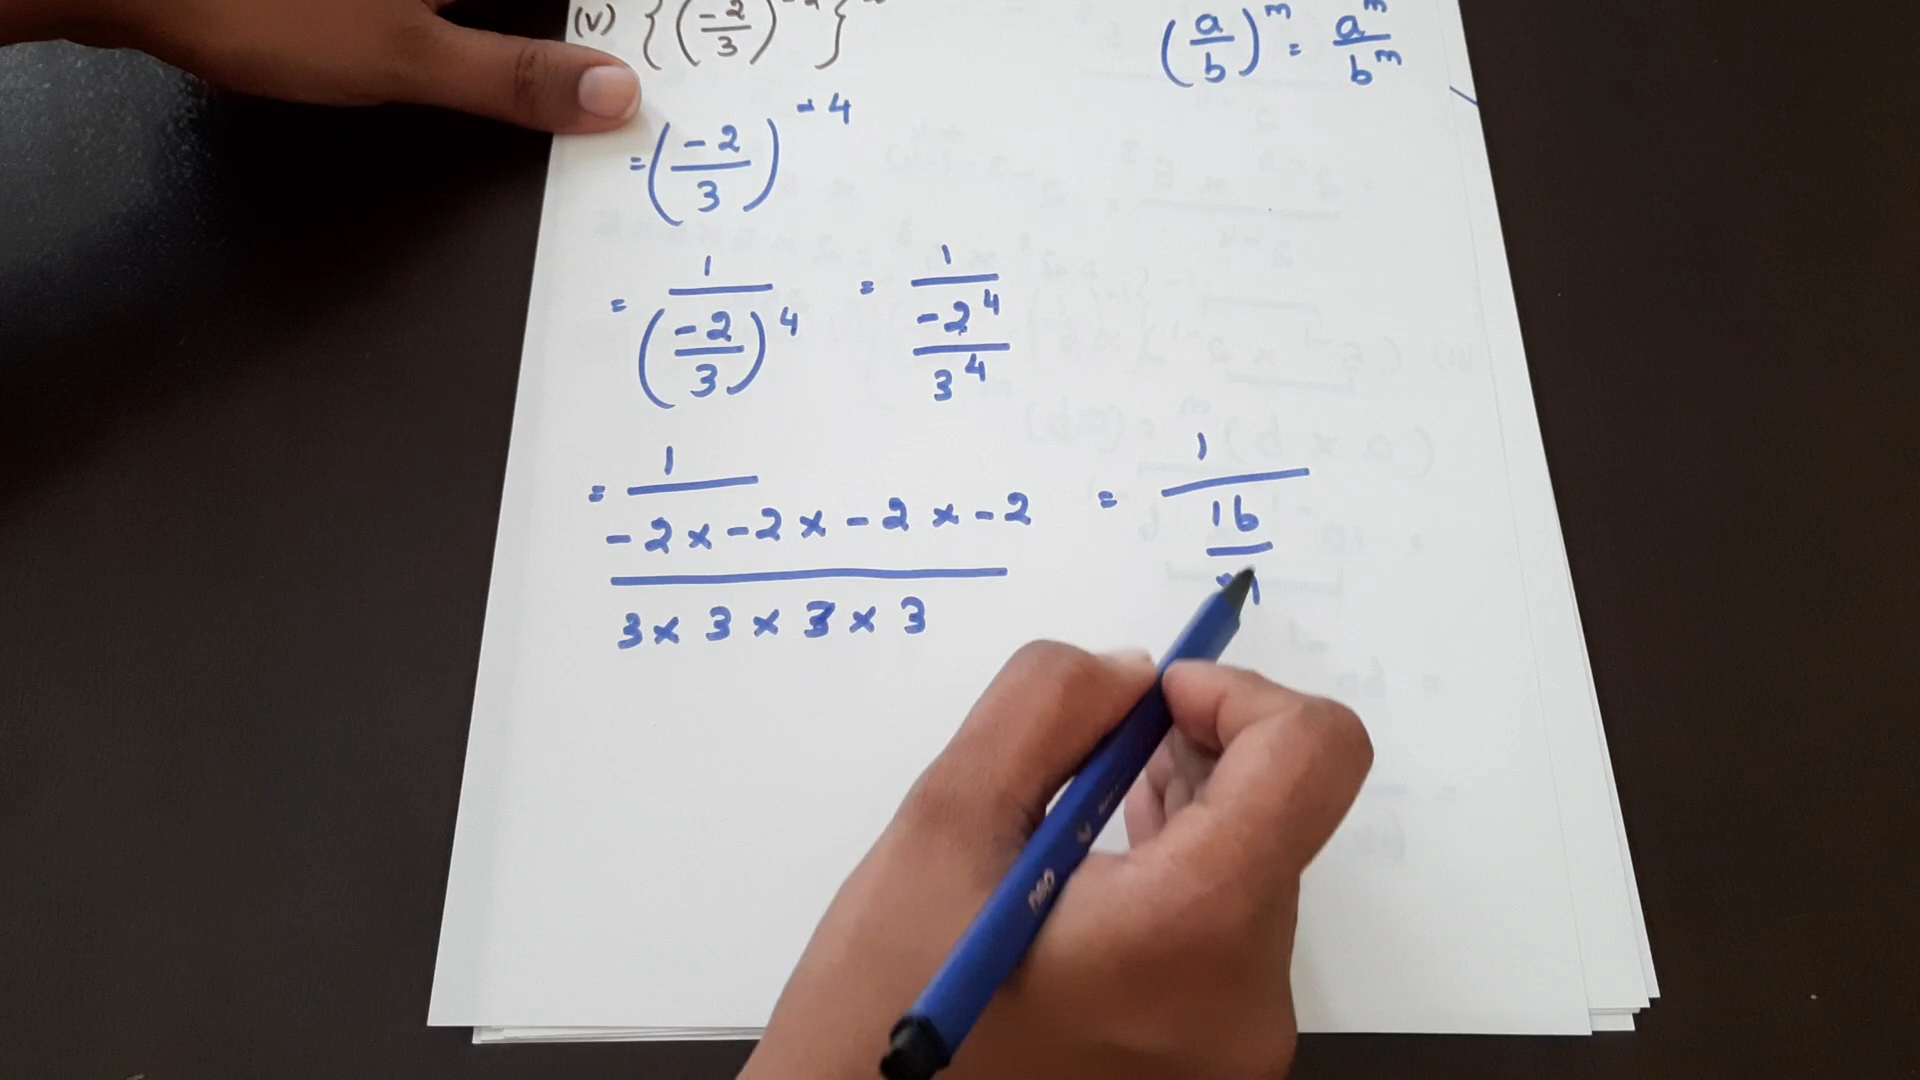 (v) {(-2/3)
(a/b)^m = a^m/b^m
= (-2/3)^-4
= 1/(-2/3)^4 = 1/(-2^4/3^4)
= 1/(-2 x -2 x -2 x -2/3 x 3 x 3 x 3) = 1/16
neo